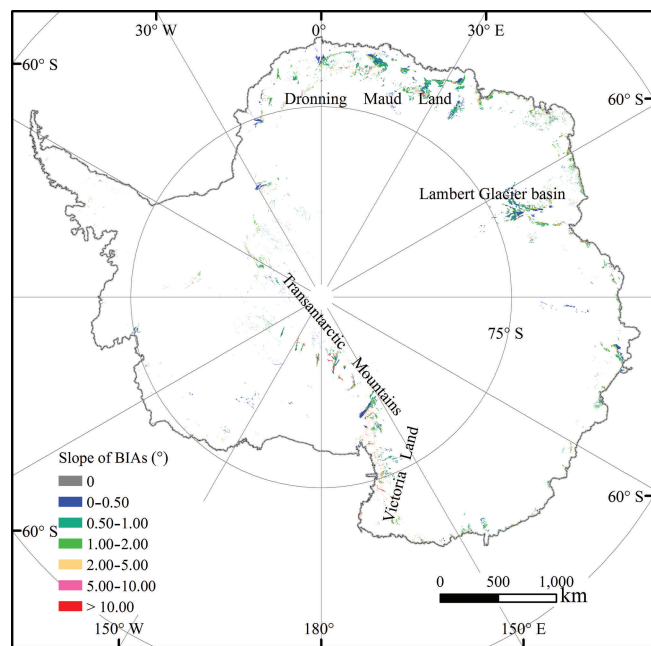 30° W
0°
30° E
60° S
60° S
Dronning Maud Land
Lambert Glacier basin
Transantarctic
Mountains
75° S
Victoria Land
Slope of BIAs (°)
0
0–0.50
0.50–1.00
1.00–2.00
2.00–5.00
5.00–10.00
> 10.00
60° S
60° S
0 500 1,000
km
150° W
180°
150° E